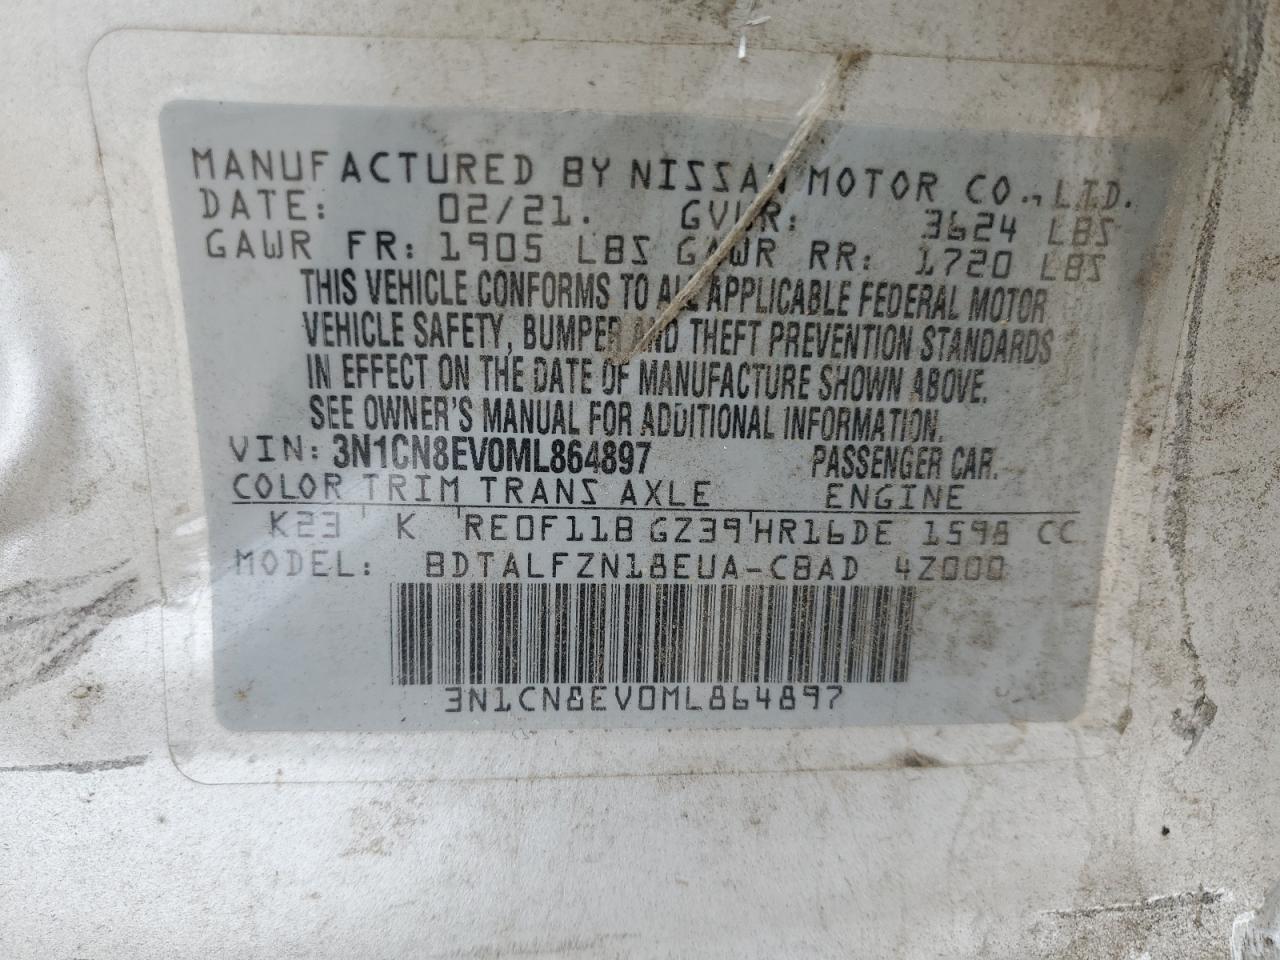 MANUFACTURED BY NISSAN MOTOR CO., LTD.
DATE: 02/21. GVWR: 3624 LBS
GAWR FR: 1905 LBS GAWR RR: 1720 LBS
THIS VEHICLE CONFORMS TO ALL APPLICABLE FEDERAL MOTOR
VEHICLE SAFETY, BUMPER AND THEFT PREVENTION STANDARDS
IN EFFECT ON THE DATE OF MANUFACTURE SHOWN ABOVE.
SEE OWNER'S MANUAL FOR ADDITIONAL INFORMATION.
VIN: 3N1CN8EV0ML864897 PASSENGER CAR.
COLOR TRIM TRANS AXLE ENGINE
K23 K RE0F11B GZ39 HR16DE 1598 CC
MODEL: BDTALFZN18EUA-CBAD 4Z000
3N1CN8EV0ML864897